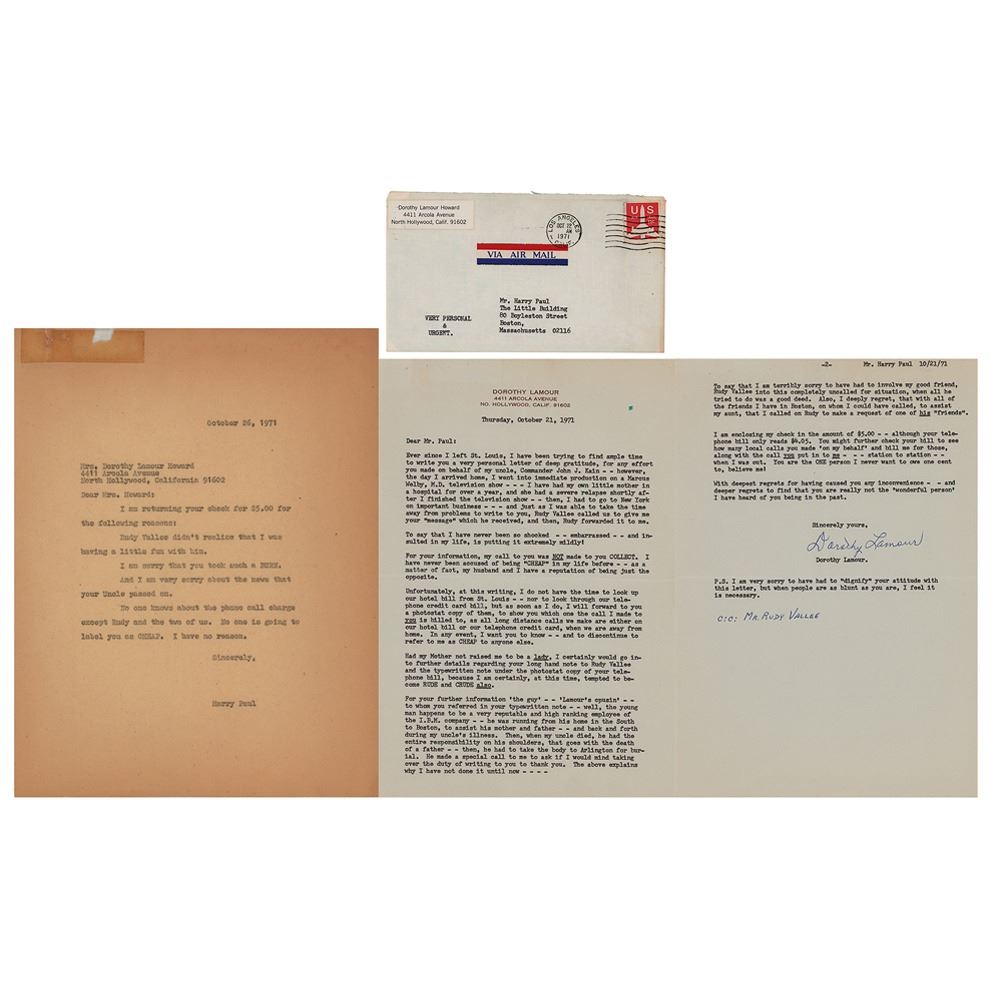 Dorothy Lamour Howard
4411 Arcola Avenue
North Hollywood, Calif. 91602
LOS ANGELES
OCT 22
AM
1971
CALIF.
US
VIA AIR MAIL
Mr. Harry Paul
The Little Building
80 Boyleston Street
Boston,
Massachusetts 02116
VERY PERSONAL
&
URGENT.
October 26, 1971
Mrs. Dorothy Lamour Howard
4411 Arcola Avenue
North Hollywood, California 91602
Dear Mrs. Howard:
I am returning your check for $5.00 for
the following reasons:
Rudy Vallee didn't realize that I was
having a little fun with him.
I am sorry that you took such a BURN.
And I am very sorry about the news that
your Uncle passed on.
No one knows about the phone call charge
except Rudy and the two of us. No one is going to
label you as CHEAP. I have no reason.
Sincerely,
Harry Paul
DOROTHY LAMOUR
4411 ARCOLA AVENUE
NO. HOLLYWOOD, CALIF. 91602
Thursday, October 21, 1971
Dear Mr. Paul:
Ever since I left St. Louis, I have been trying to find ample time
to write you a very personal letter of deep gratitude, for any effort
you made on behalf of my uncle, Commander John J. Kain - - however,
the day I arrived home, I went into immediate production on a Marcus
Welby, M.D. television show - - - I have had my own little mother in
a hospital for over a year, and she had a severe relapse shortly af-
ter I finished the television show - - then, I had to go to New York
on important business - - - and just as I was able to take the time
away from problems to write to you, Rudy Vallee called us to give me
your "message" which he received, and then, Rudy forwarded it to me.
To say that I have never been so shocked - - embarrassed - - and in-
sulted in my life, is putting it extremely mildly!
For your information, my call to you was NOT made to you COLLECT. I
have never been accused of being "CHEAP" in my life before - - as a
matter of fact, my husband and I have a reputation of being just the
opposite.
Unfortunately, at this writing, I do not have the time to look up
our hotel bill from St. Louis - - nor to look through our tele-
phone credit card bill, but as soon as I do, I will forward to you
a photostat copy, to show you which one the call I made to
you is billed to, as all long distance calls we make are either on
our hotel bill or our telephone credit card, when we are away from
home. In any event, I want you to know - - and to discontinue to
refer to me as CHEAP to anyone else.
Had my Mother not raised me to be a lady, I certainly would go in-
to further details regarding your long hand note to Rudy Vallee
and the typewritten note under the photostat copy of your tele-
phone bill, because I am certainly, at this time, tempted to be-
come RUDE and CRUDE also.
For your further information 'the guy' - - 'Lamour's cousin' - -
to whom you referred in your typewritten note - - well, the young
man happens to be a very reputable and high ranking employee of
the I.B.M. company - - he was running from his home in the South
to Boston, to assist his mother and father - - and back and forth
during my uncle's illness. Then, when my uncle died, he had the
entire responsibility on his shoulders, that goes with the death
of a father - - then, he had to take the body to Arlington for bur-
ial. He made a special call to me to ask if I would mind taking
over the duty of writing to you to thank you. The above explains
why I have not done it until now - - - -
-2- Mr. Harry Paul 10/21/71
To say that I am terribly sorry to have had to involve my good friend,
Rudy Vallee into this completely uncalled for situation, when all he
tried to do was a good deed. Also, I deeply regret, that with all of
the friends I have in Boston, on whom I could have called, to assist
my aunt, that I called on Rudy to make a request of one of his "friends".
I am enclosing my check in the amount of $5.00 - - although your tele-
phone bill only reads $4.05. You might further check your bill to see
how many local calls you made 'on my behalf' and bill me for those,
along with the call you put in to me - - - station to station - -
when I was out. You are the ONE person I never want to owe one cent
to, believe me!
With deepest regrets for having caused you any inconvenience - - and
deeper regrets to find that you are really not the 'wonderful person'
I have heard of you being in the past.
Sincerely yours,
Dorothy Lamour
Dorothy Lamour.
P.S. I am very sorry to have had to "dignify" your attitude with
this letter, but when people are as blunt as you are, I feel it
is necessary.
C:C: MR. RUDY VALLEE